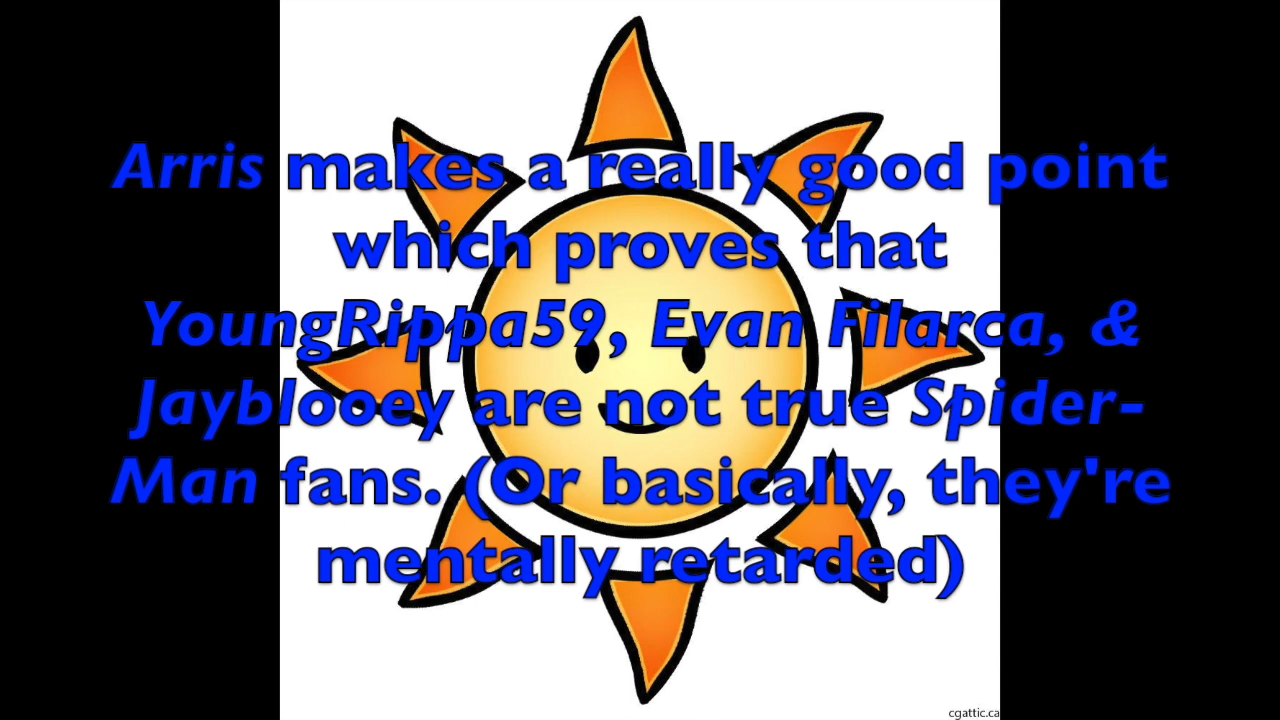 Arris makes a really good point
which proves that
YoungRippa59, Evan Filarca, &
Jayblooey are not true Spider-
Man fans. (Or basically, they're
mentally retarded)
cgattic.ca